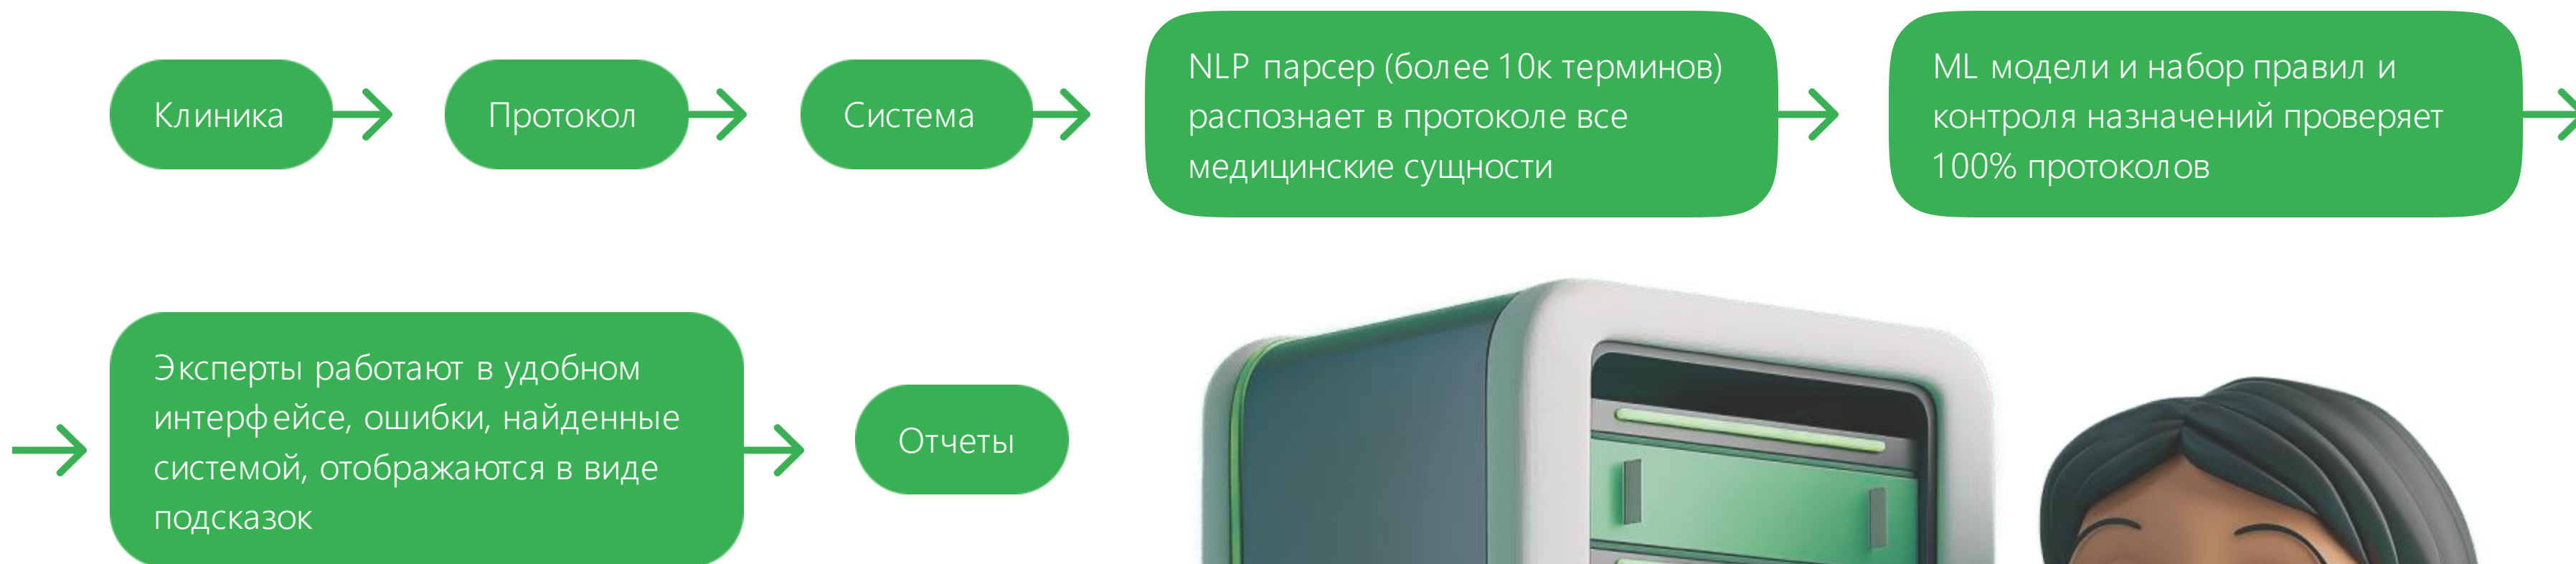 Клиника
Протокол
Система
NLP парсер (более 10к терминов)
распознает в протоколе все
медицинские сущности
ML модели и набор правил и
контроля назначений проверяет
100% протоколов
Эксперты работают в удобном
интерфейсе, ошибки, найденные
системой, отображаются в виде
подсказок
Отчеты